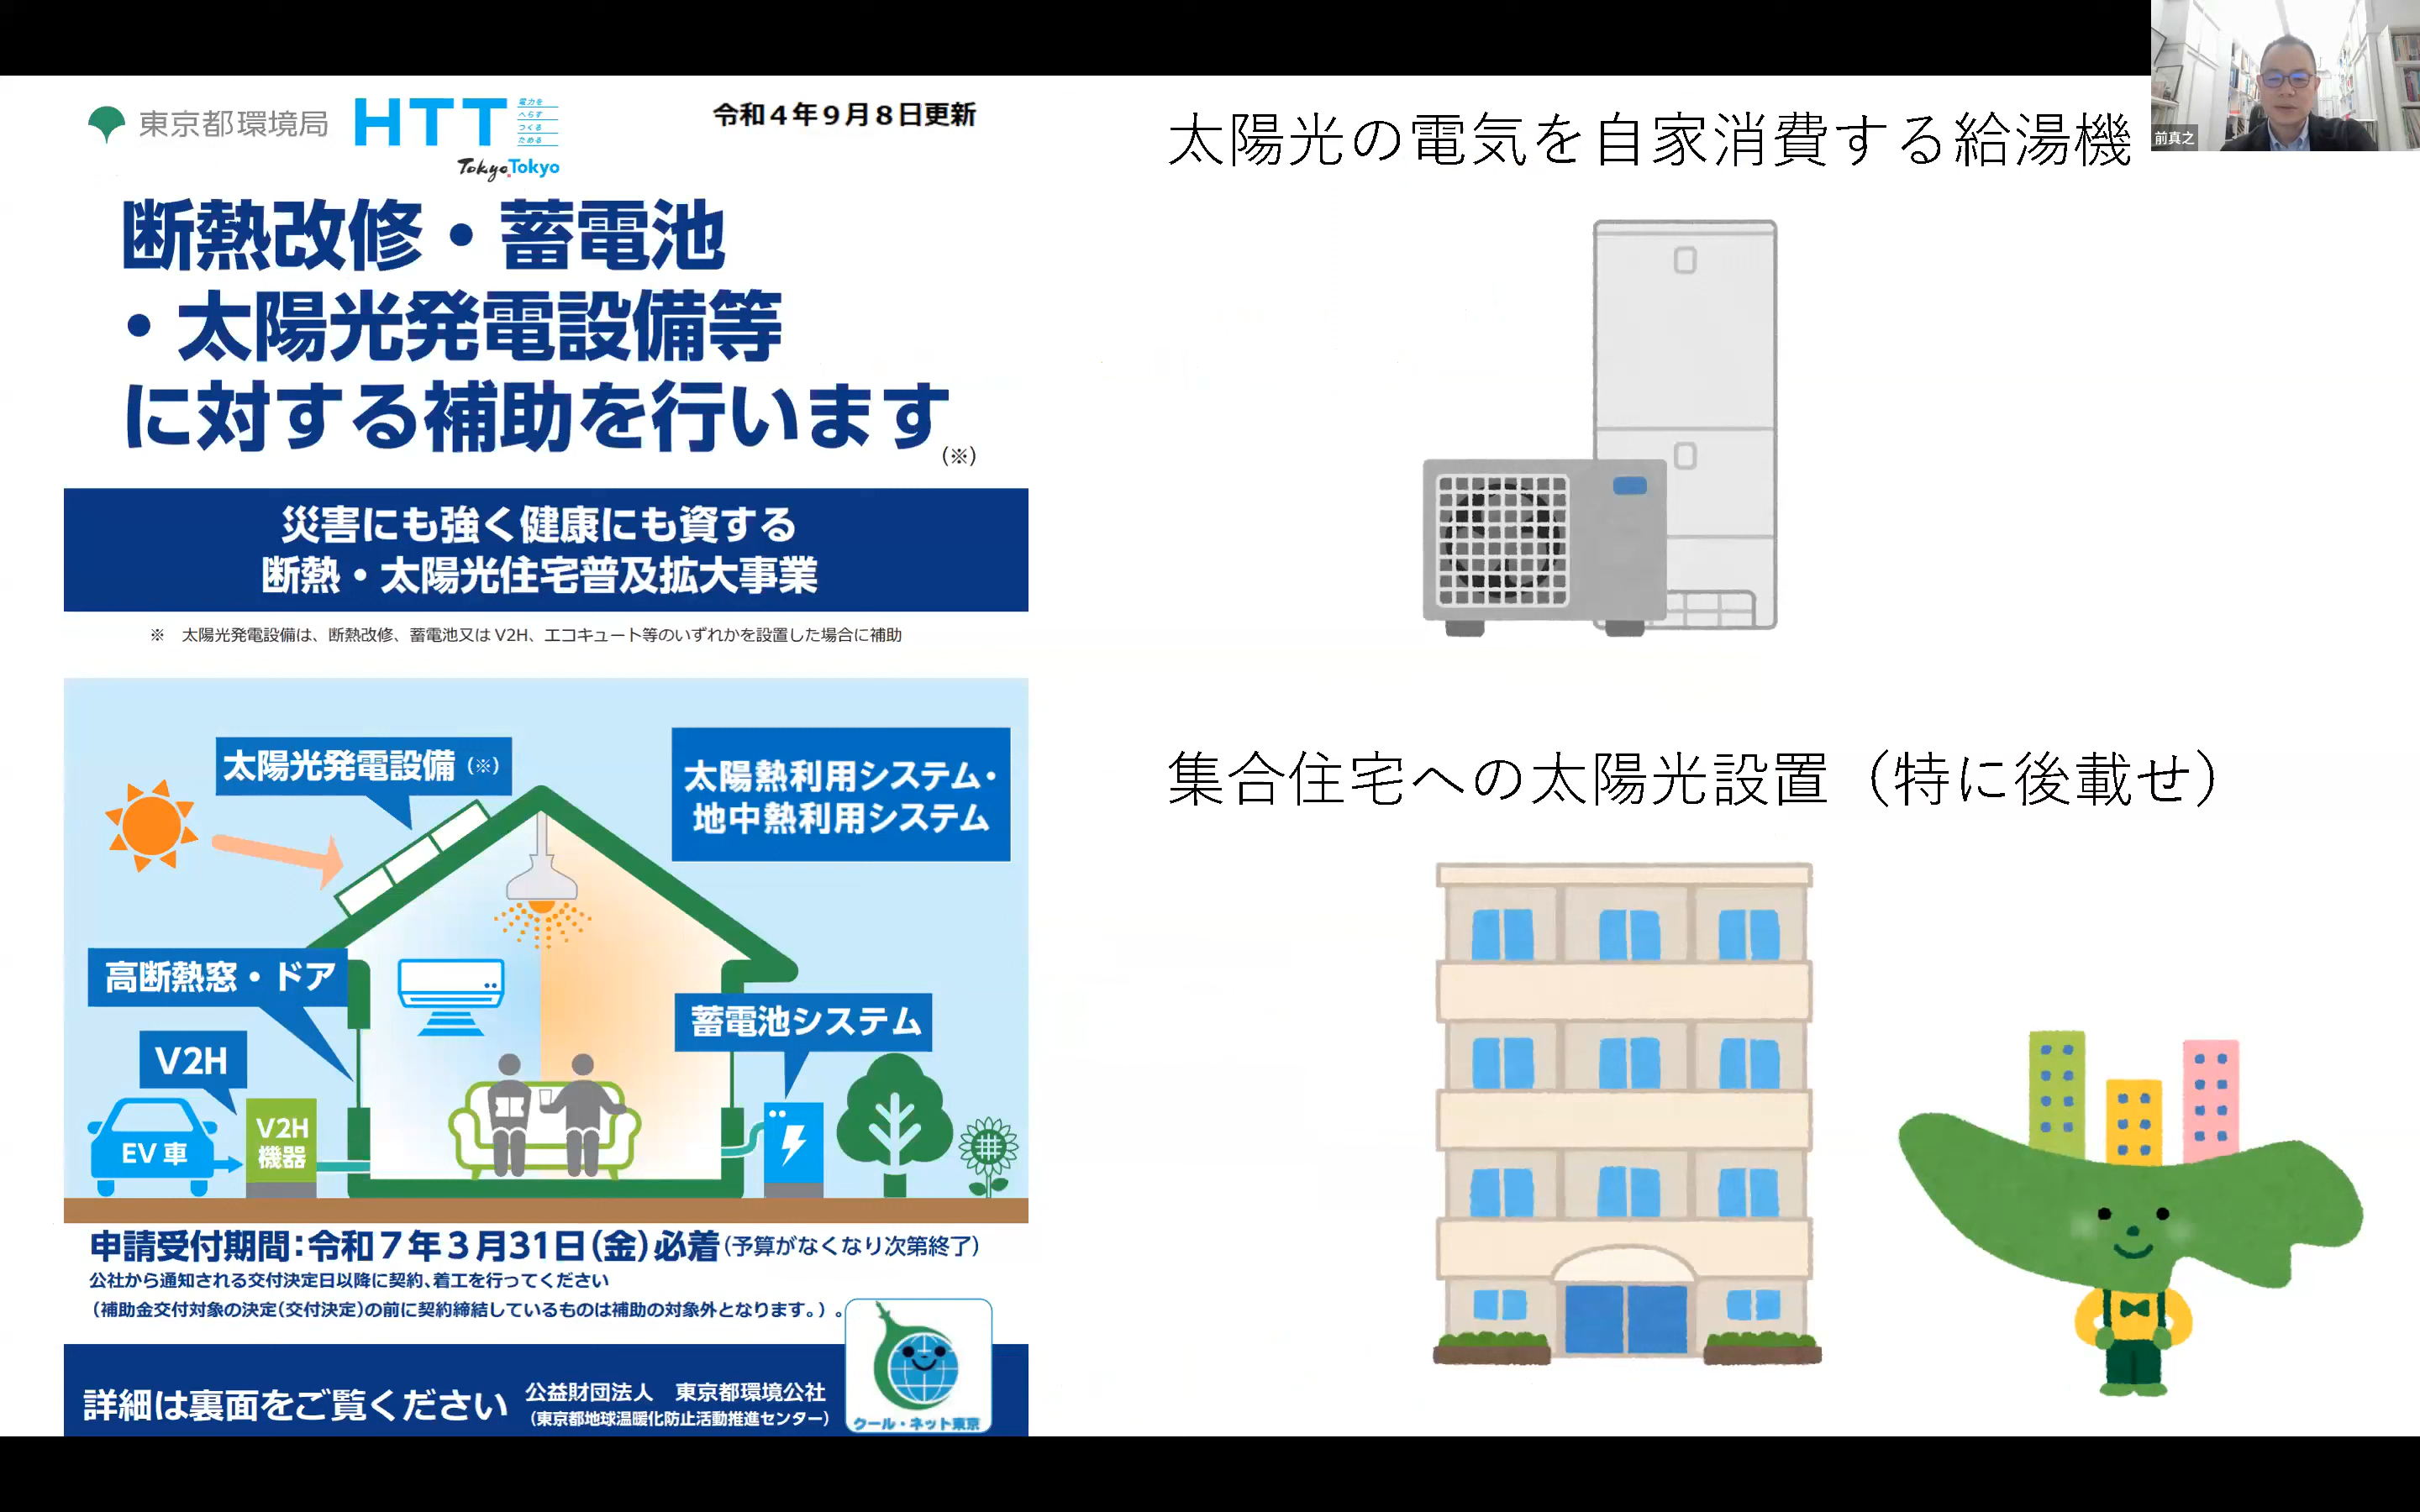 東京都環境局
HTT
電力を
へらす
つくる
ためる
Tokyo Tokyo
令和4年9月8日更新
断熱改修・蓄電池
・太陽光発電設備等
に対する補助を行います
(※)
災害にも強く健康にも資する
断熱・太陽光住宅普及拡大事業
※ 太陽光発電設備は、断熱改修、蓄電池又はV2H、エコキュート等のいずれかを設置した場合に補助
太陽光発電設備(※)
太陽熱利用システム・
地中熱利用システム
高断熱窓・ドア
蓄電池システム
V2H
EV車
V2H
機器
申請受付期間:令和7年3月31日(金)必着(予算がなくなり次第終了)
公社から通知される交付決定日以降に契約、着工を行ってください
(補助金交付対象の決定(交付決定)の前に契約締結しているものは補助の対象外となります。)。
詳細は裏面をご覧ください
公益財団法人 東京都環境公社
(東京都地球温暖化防止活動推進センター)
クール・ネット東京
太陽光の電気を自家消費する給湯機
集合住宅への太陽光設置(特に後載せ)
前真之